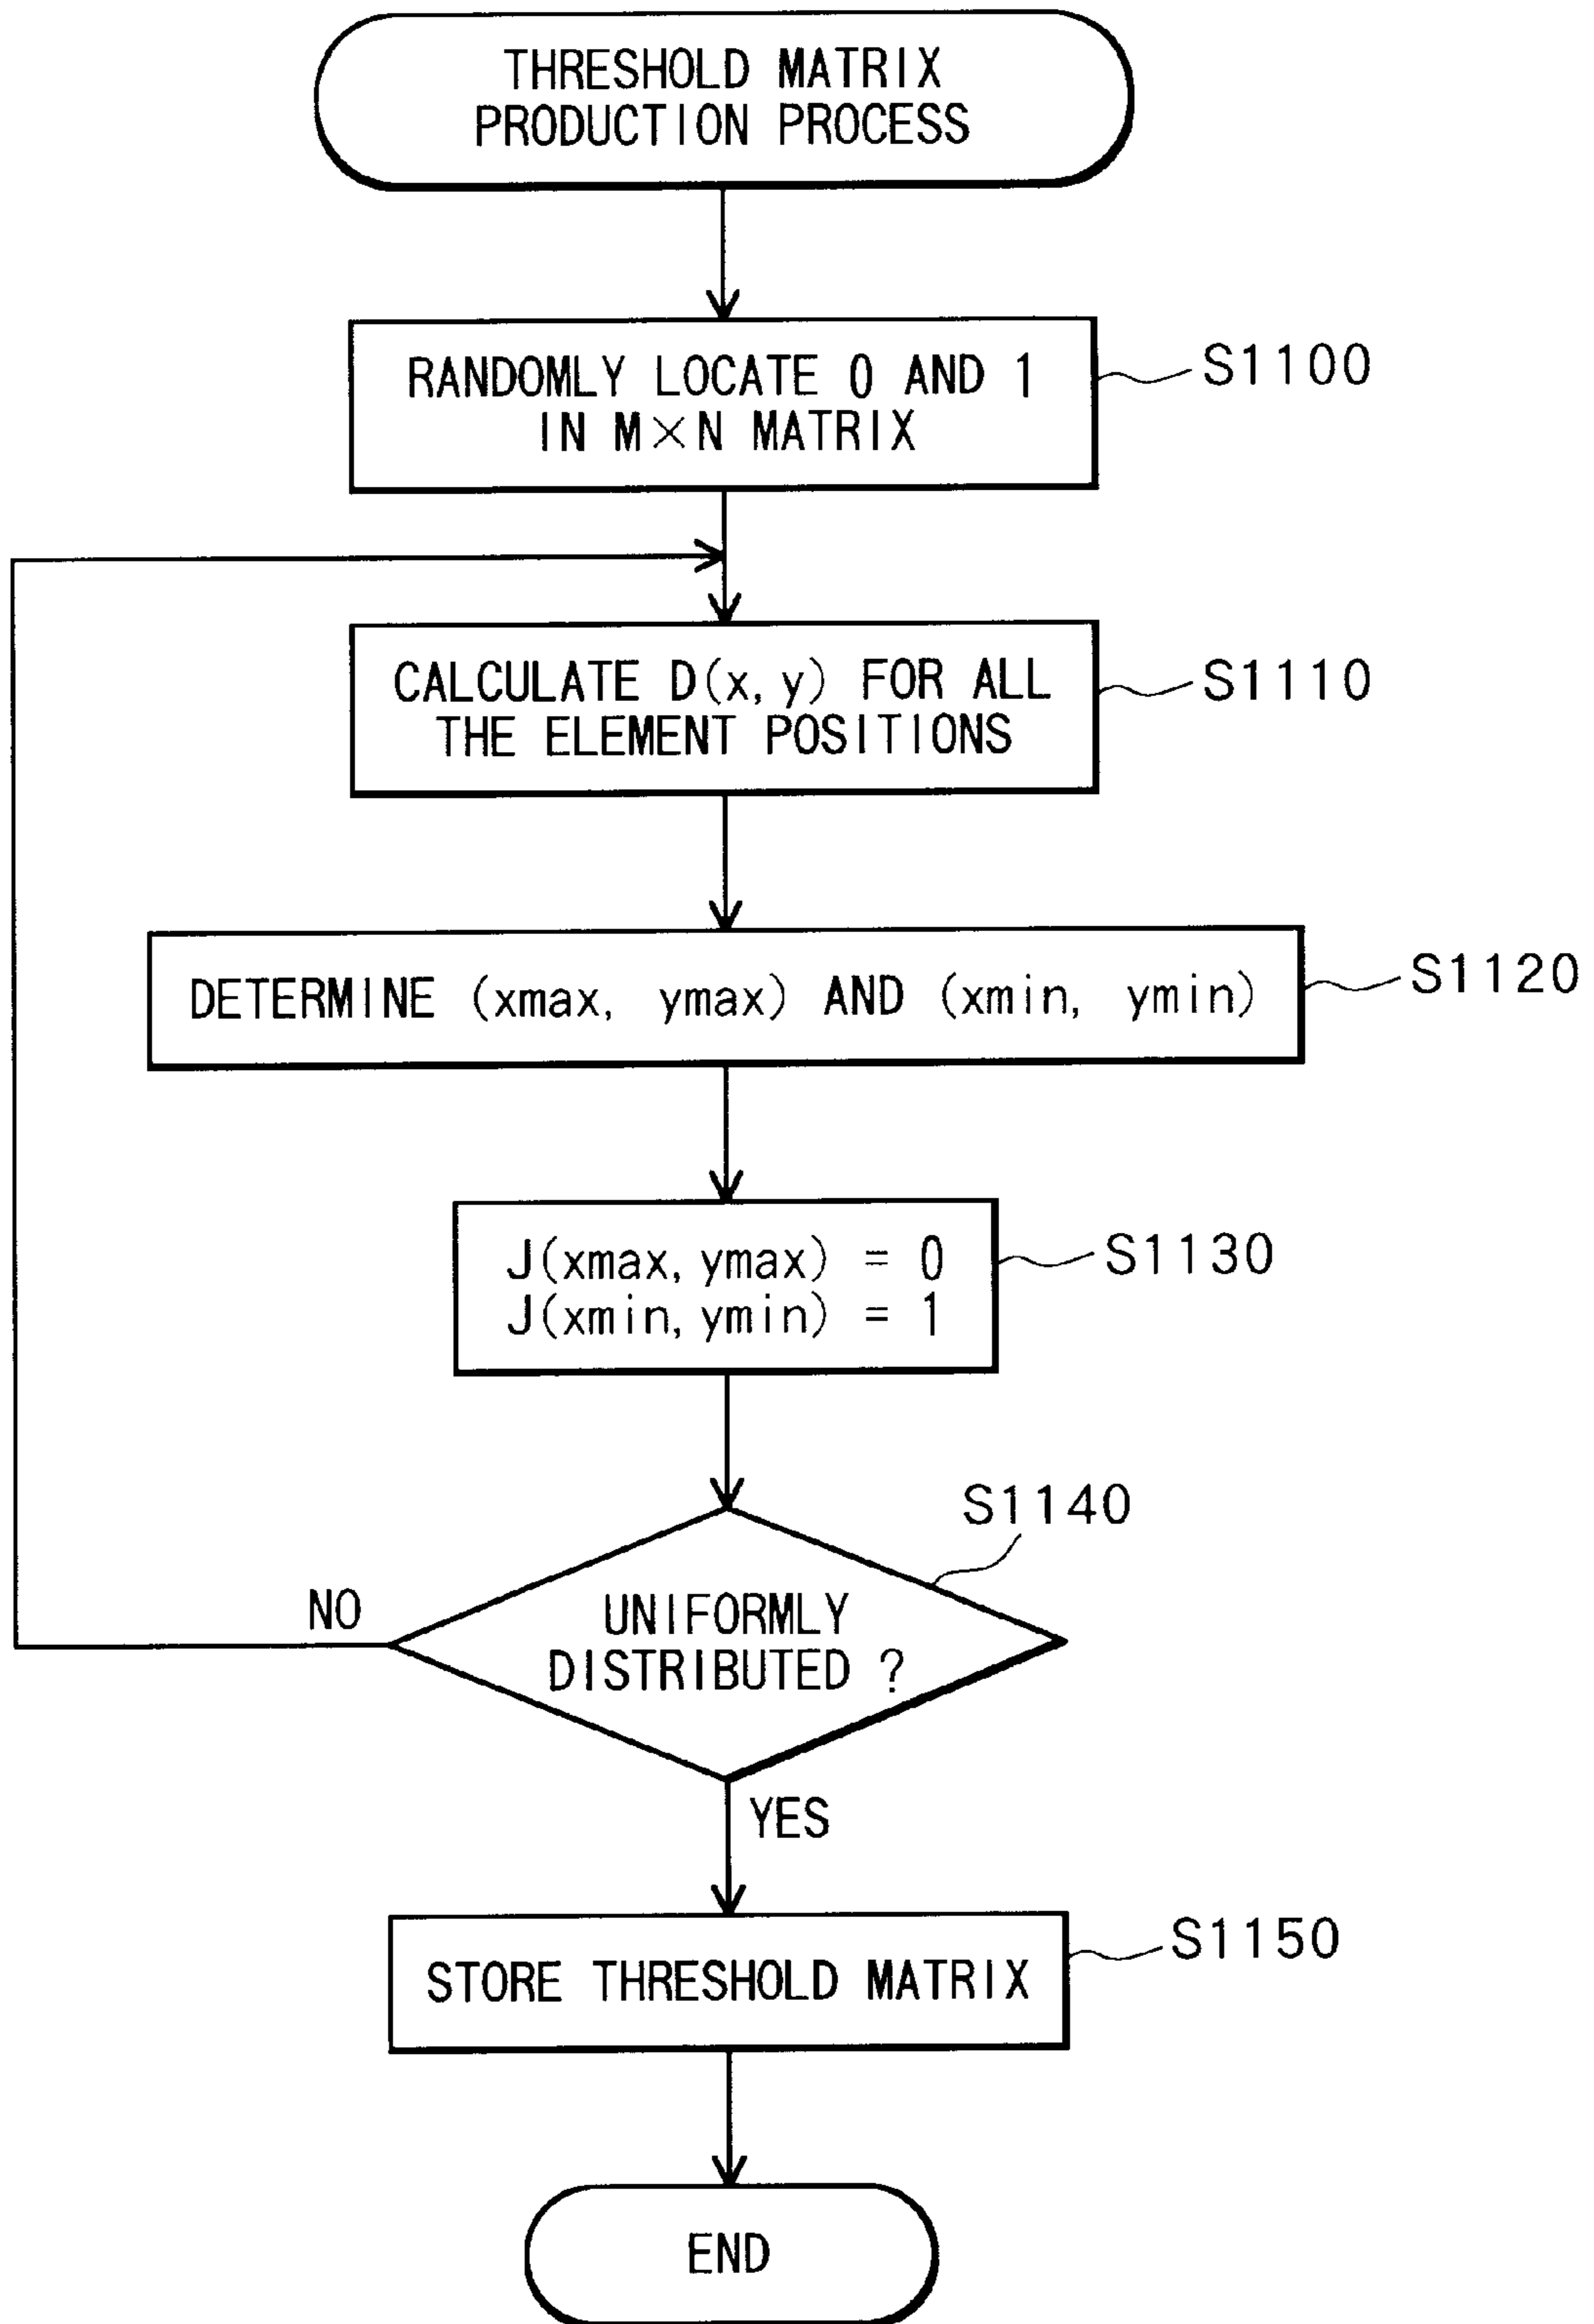 THRESHOLD MATRIX
PRODUCTION PROCESS
RANDOMLY LOCATE 0 AND 1
IN M×N MATRIX
S1100
CALCULATE D(x, y) FOR ALL
THE ELEMENT POSITIONS
S1110
DETERMINE (xmax, ymax) AND (xmin, ymin)
S1120
J(xmax, ymax) = 0
J(xmin, ymin) = 1
S1130
S1140
UNIFORMLY
DISTRIBUTED ?
NO
YES
STORE THRESHOLD MATRIX
S1150
END